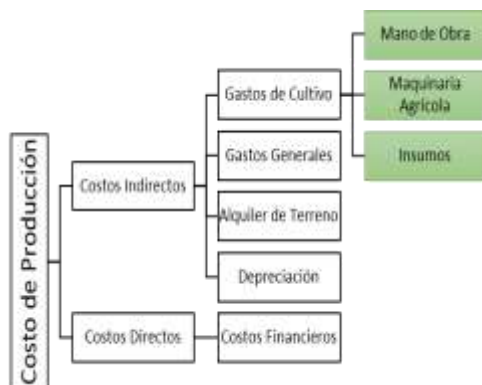 Costo de Producción
Costos Indirectos
Gastos de Cultivo
Mano de Obra
Maquinaria
Agrícola
Insumos
Gastos Generales
Alquiler de Terreno
Depreciación
Costos Directos
Costos Financieros